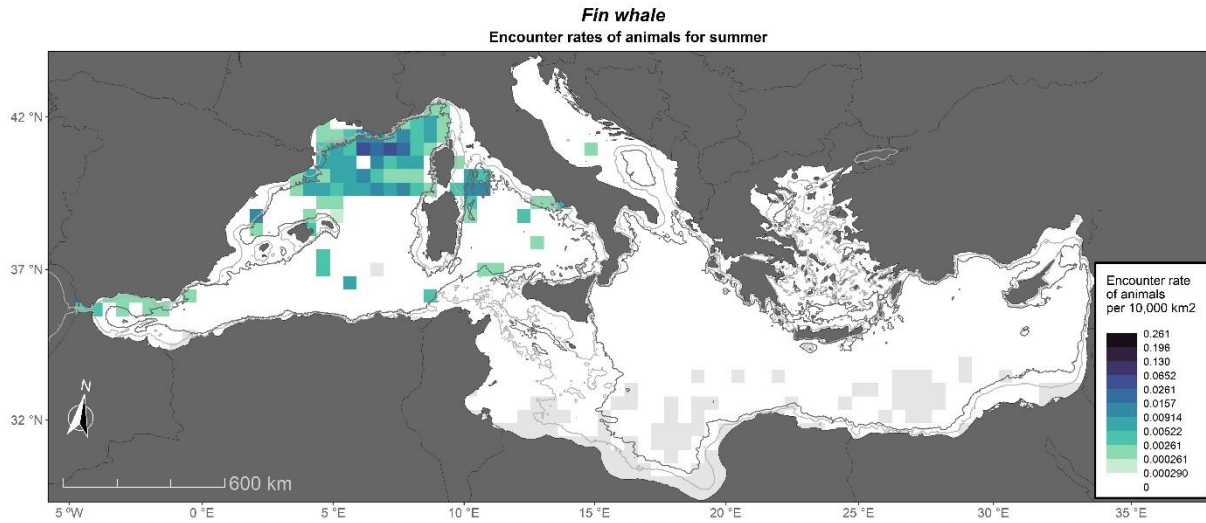 Fin whale
Encounter rates of animals for summer
42 °N
37 °N
32 °N
N
600 km
5 °W
0 °E
5 °E
10 °E
15 °E
20 °E
25 °E
30 °E
35 °E
Encounter rate
of animals
per 10,000 km2
0.261
0.196
0.130
0.0652
0.0261
0.0157
0.00914
0.00522
0.00261
0.000261
0.000290
0